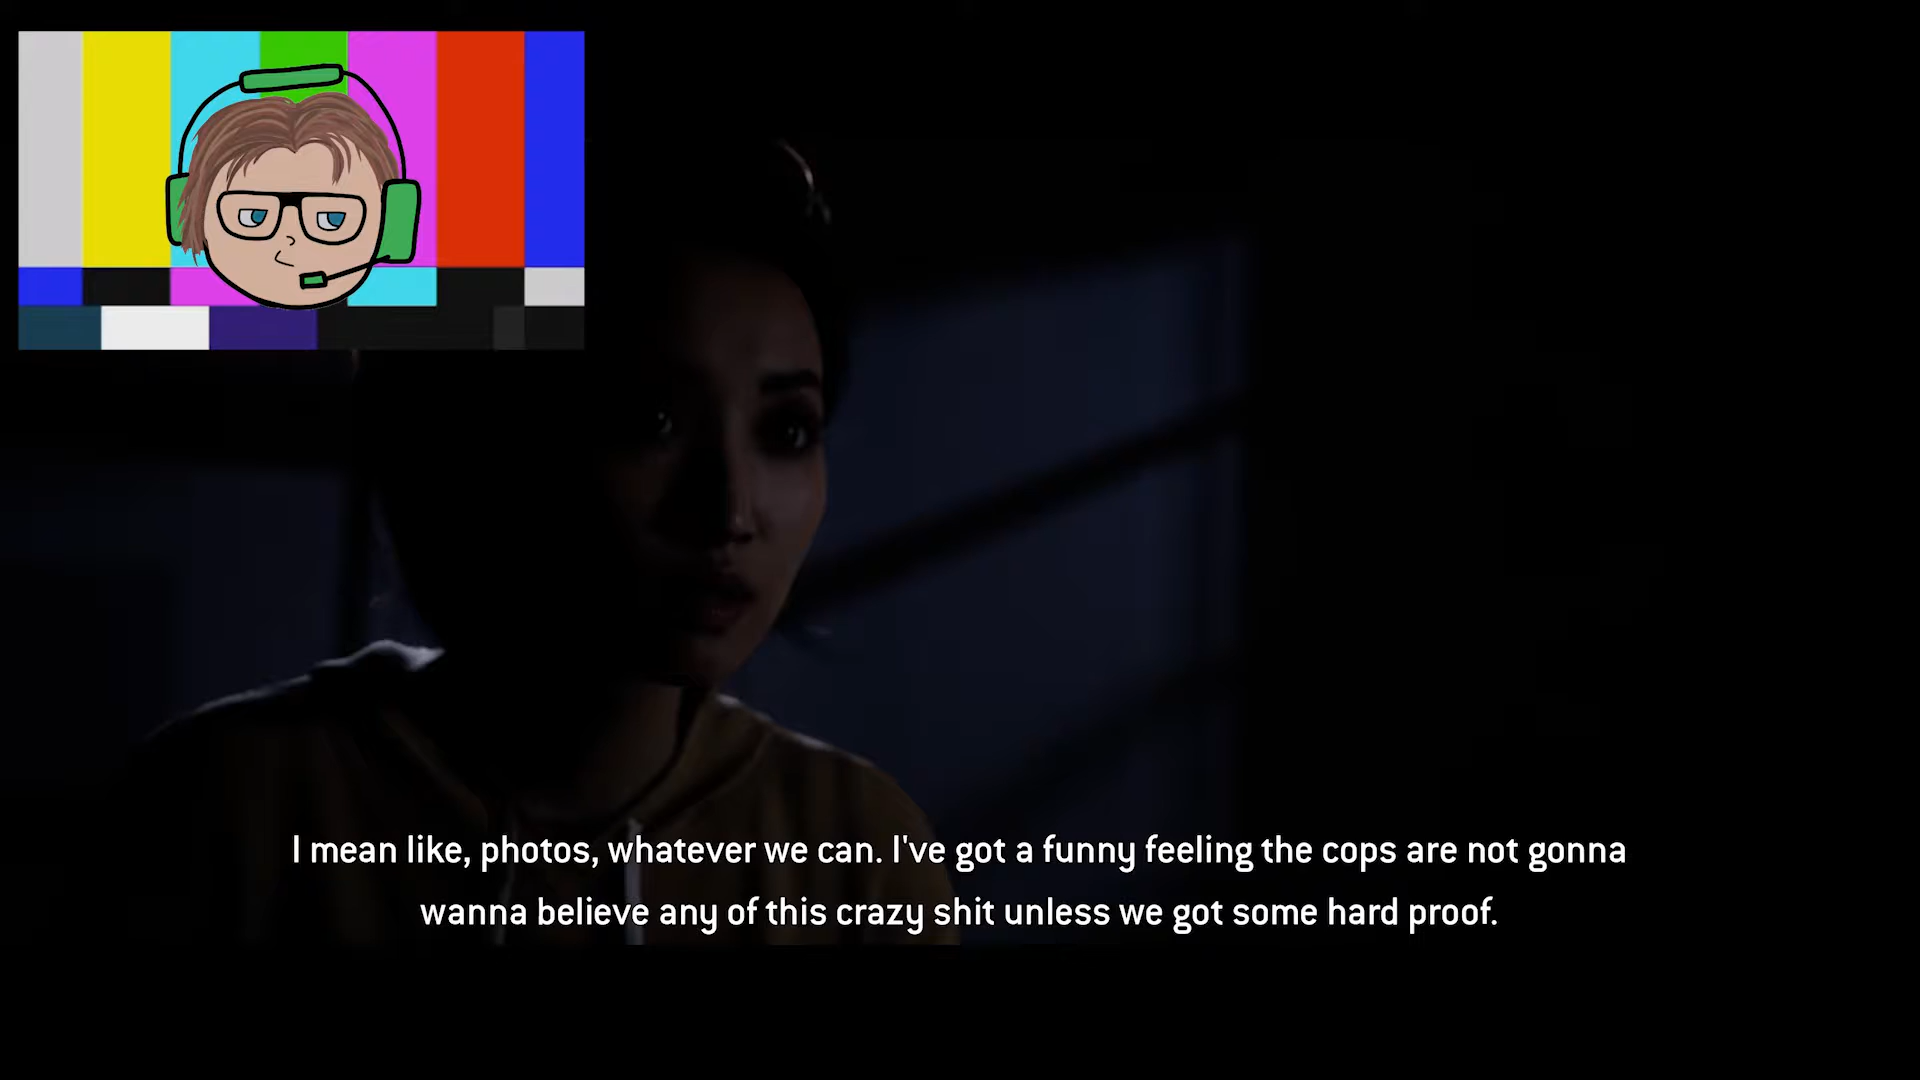 I mean like, photos, whatever we can. I've got a funny feeling the cops are not gonna
wanna believe any of this crazy shit unless we got some hard proof.